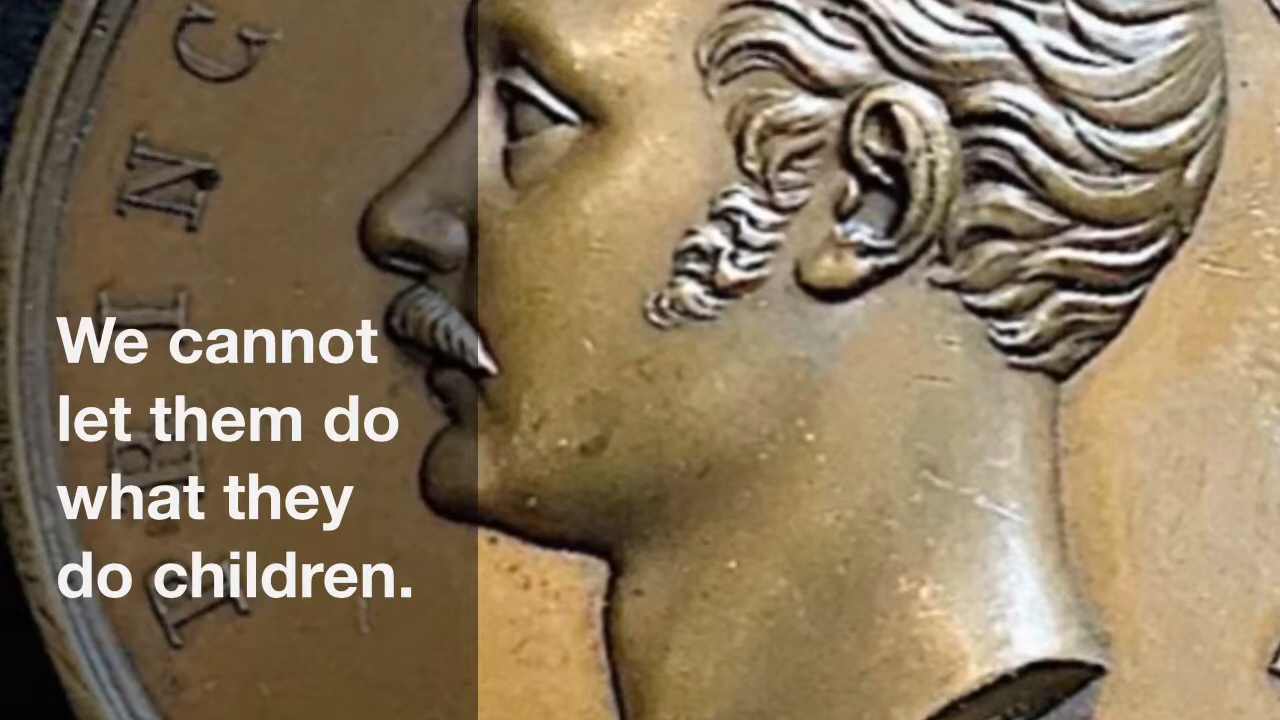 We cannot
let them do
what they
do children.